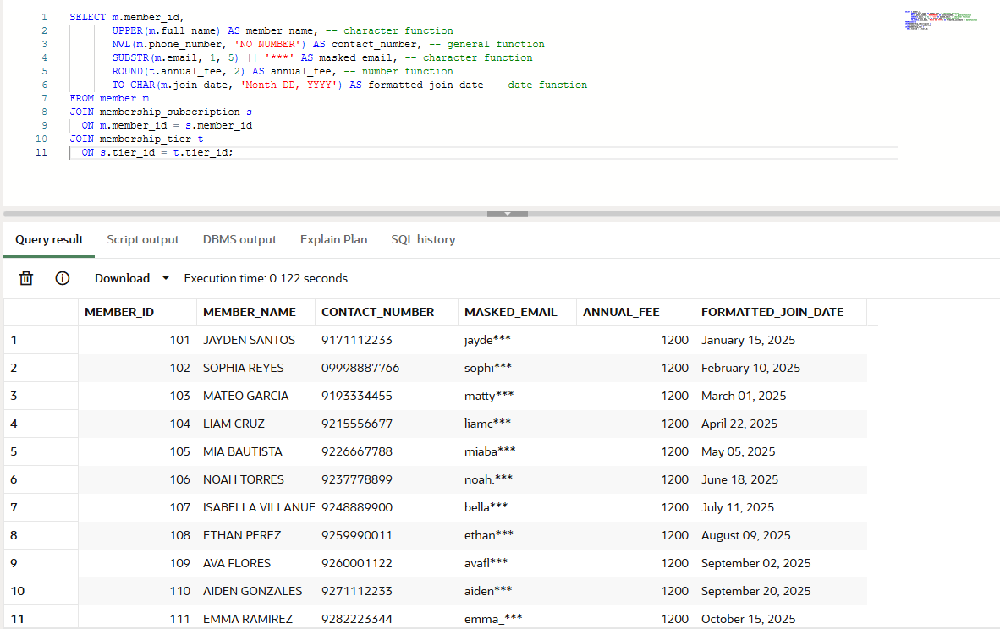 1 SELECT m.member_id,
2 UPPER(m.full_name) AS member_name, -- character function
3 NVL(m.phone_number, 'NO NUMBER') AS contact_number, -- general function
4 SUBSTR(m.email, 1, 5) || '***' AS masked_email, -- character function
5 ROUND(t.annual_fee, 2) AS annual_fee, -- number function
6 TO_CHAR(m.join_date, 'Month DD, YYYY') AS formatted_join_date -- date function
7 FROM member m
8 JOIN membership_subscription s
9 ON m.member_id = s.member_id
10 JOIN membership_tier t
11 ON s.tier_id = t.tier_id;
Query result Script output DBMS output Explain Plan SQL history
Download Execution time: 0.122 seconds
MEMBER_ID MEMBER_NAME CONTACT_NUMBER MASKED_EMAIL ANNUAL_FEE FORMATTED_JOIN_DATE
1 101 JAYDEN SANTOS 9171112233 jayde*** 1200 January 15, 2025
2 102 SOPHIA REYES 09998887766 sophi*** 1200 February 10, 2025
3 103 MATEO GARCIA 9193334455 matty*** 1200 March 01, 2025
4 104 LIAM CRUZ 9215556677 liamc*** 1200 April 22, 2025
5 105 MIA BAUTISTA 9226667788 miaba*** 1200 May 05, 2025
6 106 NOAH TORRES 9237778899 noah.*** 1200 June 18, 2025
7 107 ISABELLA VILLANUE 9248889900 bella*** 1200 July 11, 2025
8 108 ETHAN PEREZ 9259990011 ethan*** 1200 August 09, 2025
9 109 AVA FLORES 9260001122 avafl*** 1200 September 02, 2025
10 110 AIDEN GONZALES 9271112233 aiden*** 1200 September 20, 2025
11 111 EMMA RAMIREZ 9282223344 emma_*** 1200 October 15, 2025